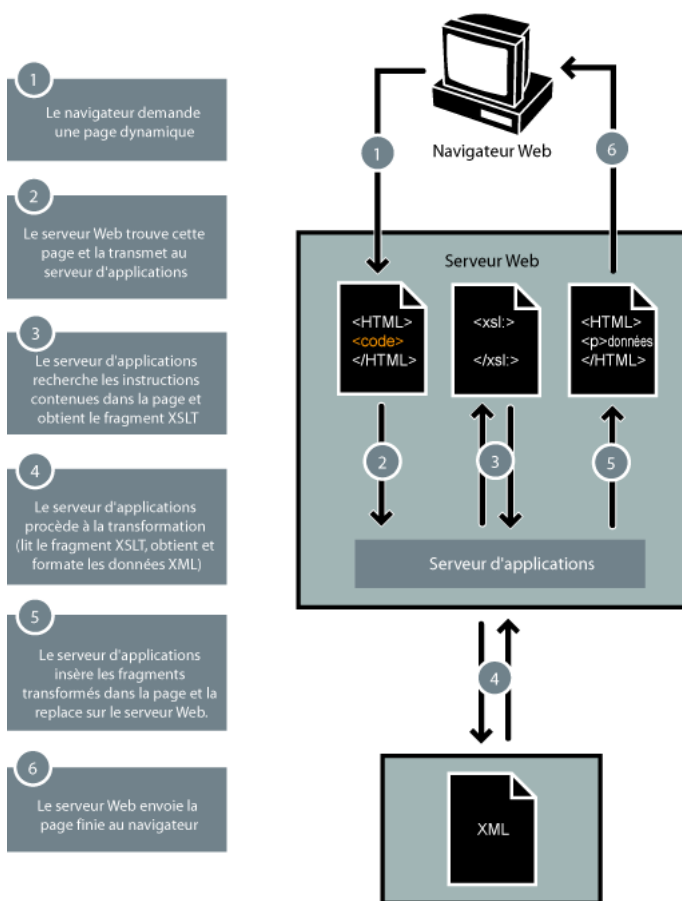 1
Le navigateur demande
une page dynamique
2
Le serveur Web trouve cette
page et la transmet au
serveur d'applications
3
Le serveur d'applications
recherche les instructions
contenues dans la page et
obtient le fragment XSLT
4
Le serveur d'applications
procède à la transformation
(lit le fragment XSLT, obtient et
formate les données XML)
5
Le serveur d'applications
insère les fragments
transformés dans la page et la
replace sur le serveur Web.
6
Le serveur Web envoie la
page finie au navigateur
1
Navigateur Web
6
Serveur Web
<HTML>
<code>
</HTML>
<xsl:>
</xsl:>
<HTML>
<p>données
</HTML>
2
3
5
Serveur d'applications
4
XML